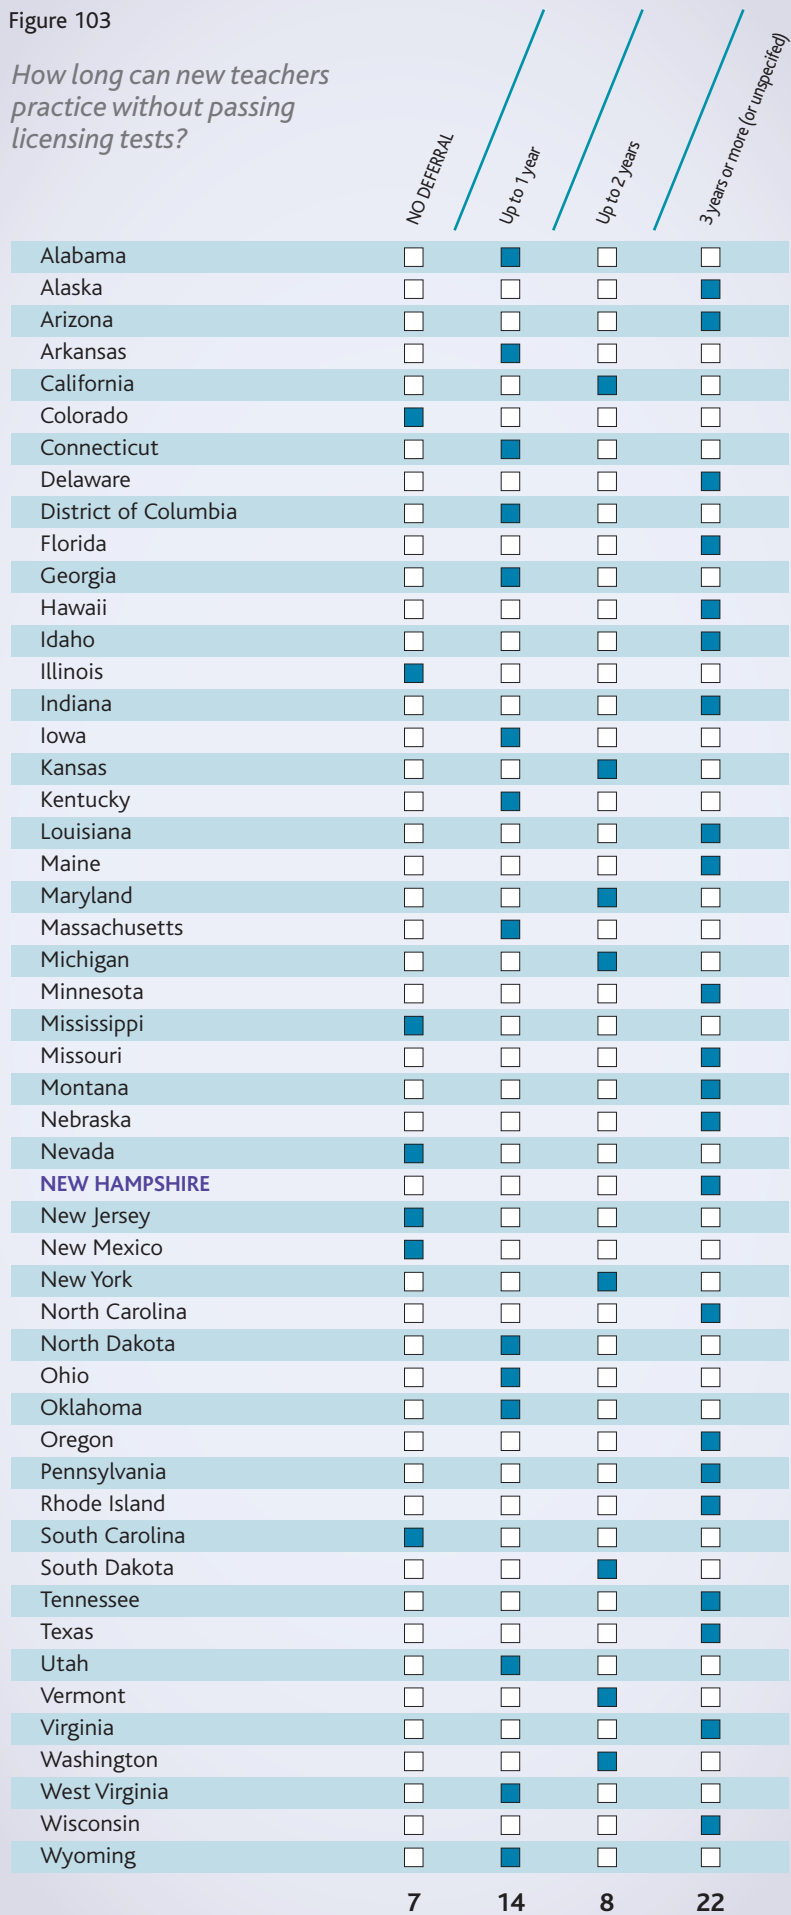 Figure 103
How long can new teachers
practice without passing
licensing tests?
NO DEFERRAL
Up to 1 year
Up to 2 years
3 years or more (or unspecifed)
Alabama
Alaska
Arizona
Arkansas
California
Colorado
Connecticut
Delaware
District of Columbia
Florida
Georgia
Hawaii
Idaho
Illinois
Indiana
Iowa
Kansas
Kentucky
Louisiana
Maine
Maryland
Massachusetts
Michigan
Minnesota
Mississippi
Missouri
Montana
Nebraska
Nevada
NEW HAMPSHIRE
New Jersey
New Mexico
New York
North Carolina
North Dakota
Ohio
Oklahoma
Oregon
Pennsylvania
Rhode Island
South Carolina
South Dakota
Tennessee
Texas
Utah
Vermont
Virginia
Washington
West Virginia
Wisconsin
Wyoming
7 14 8 22